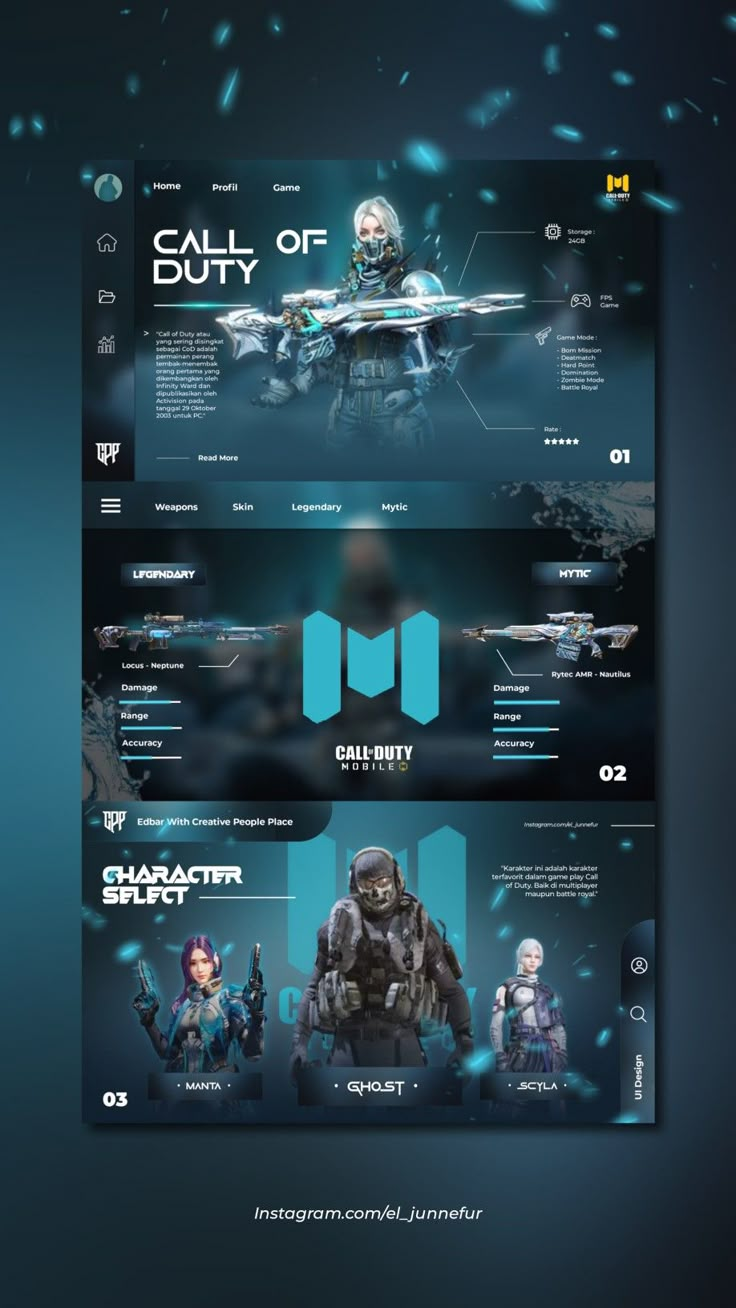 Home
Profil
Game
CALL OF
DUTY
CALL·DUTY
MOBILE
Storage :
24GB
FPS
Game
> "Call of Duty atau
yang sering disingkat
sebagai CoD adalah
permainan perang
tembak-menambak
orang pertama yang
dikembangkan oleh
Infinity Ward dan
dipublikasikan oleh
Activision pada
tanggal 29 Oktober
2003 untuk PC."
Game Mode :
• Bom Mission
• Deatmatch
• Hard Point
• Domination
• Zombie Mode
• Battle Royal
Rate :
CPP
Read More
01
Weapons
Skin
Legendary
Mytic
LEGENDARY
MYTIC
Locus - Neptune
Damage
Range
Accuracy
Rytec AMR - Nautilus
Damage
Range
Accuracy
CALL OF DUTY
MOBILE
02
CPP
Edbar With Creative People Place
Instagram.com/el_junnefur
CHARACTER
SELECT
"Karakter ini adalah karakter
terfavorit dalam game play Call
of Duty. Baik di multiplayer
maupun battle royal."
• MANTA •
• GHOST •
• SCYLA •
UI Design
03
Instagram.com/el_junnefur